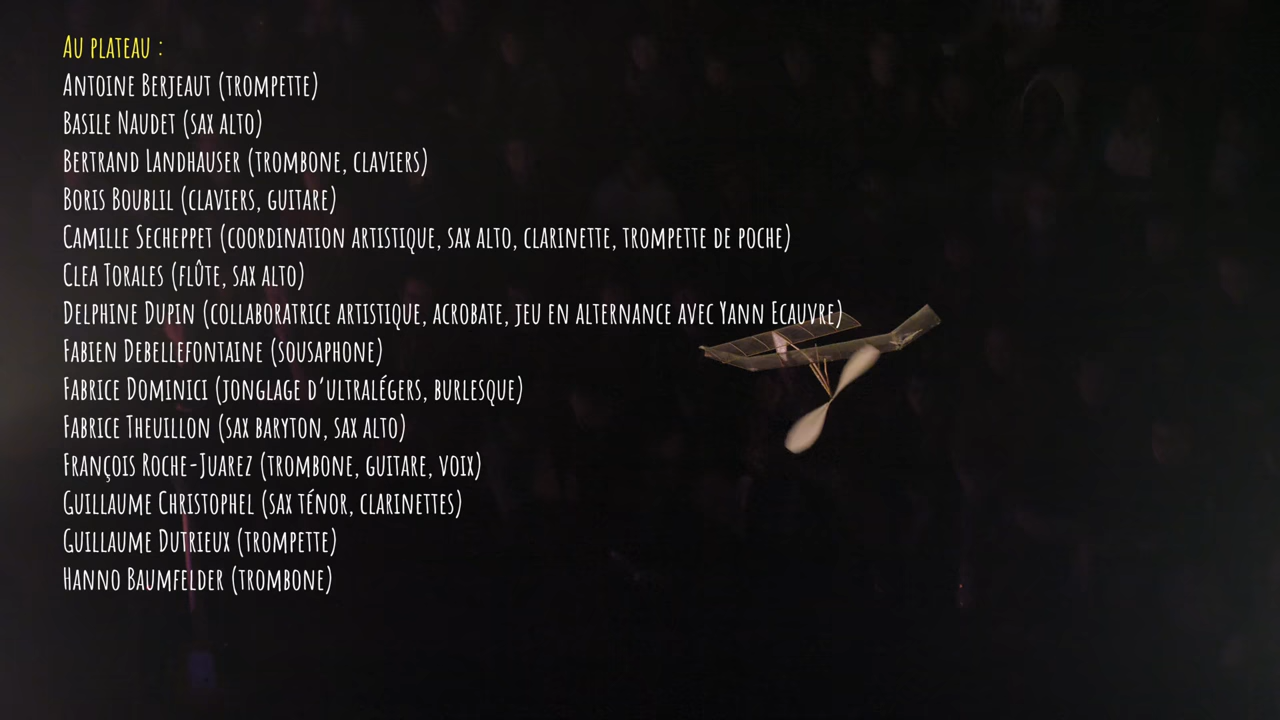 Au plateau :
Antoine Berjeaut (trompette)
Basile Naudet (sax alto)
Bertrand Landhauser (trombone, claviers)
Boris Boublil (claviers, guitare)
Camille Secheppet (coordination artistique, sax alto, clarinette, trompette de poche)
Clea Torales (flûte, sax alto)
Delphine Dupin (collaboratrice artistique, acrobate, jeu en alternance avec Yann Ecauvre)
Fabien Debellefontaine (sousaphone)
Fabrice Dominici (jonglage d'ultralégers, burlesque)
Fabrice Theuillon (sax baryton, sax alto)
François Roche-Juarez (trombone, guitare, voix)
Guillaume Christophel (sax ténor, clarinettes)
Guillaume Dutrieux (trompette)
Hanno Baumfelder (trombone)